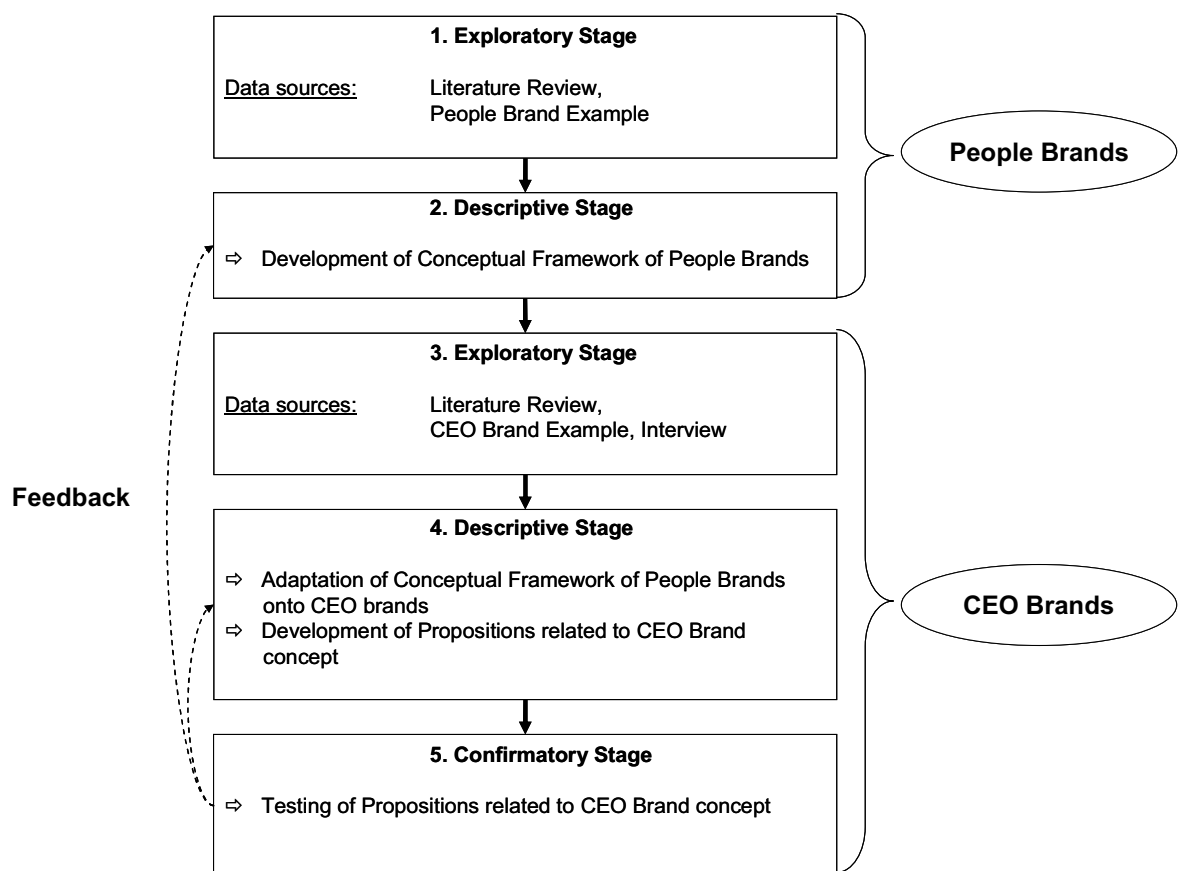 1. Exploratory Stage
Data sources: Literature Review,
People Brand Example
People Brands
2. Descriptive Stage
⇨ Development of Conceptual Framework of People Brands
3. Exploratory Stage
Data sources: Literature Review,
CEO Brand Example, Interview
Feedback
4. Descriptive Stage
⇨ Adaptation of Conceptual Framework of People Brands
onto CEO brands
⇨ Development of Propositions related to CEO Brand
concept
CEO Brands
5. Confirmatory Stage
⇨ Testing of Propositions related to CEO Brand concept